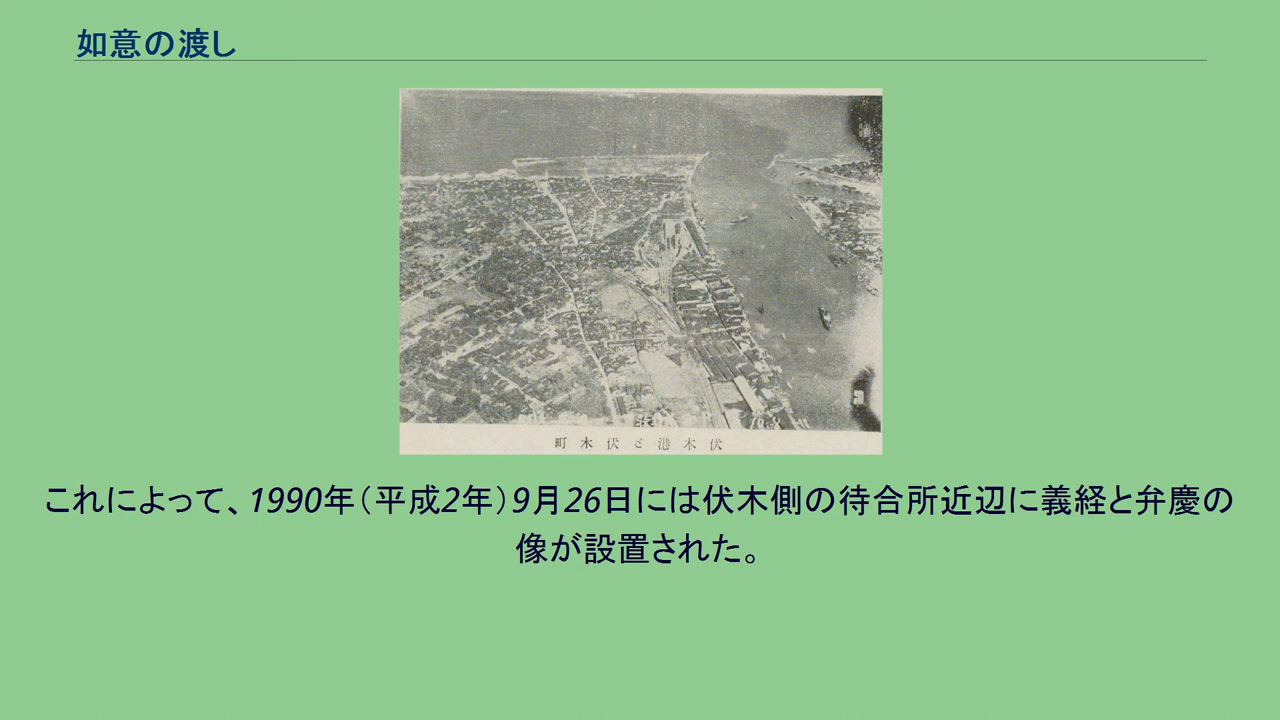 如意の渡し
町木伏と港木伏
これによって、1990年（平成2年）9月26日には伏木側の待合所近辺に義経と弁慶の
像が設置された。